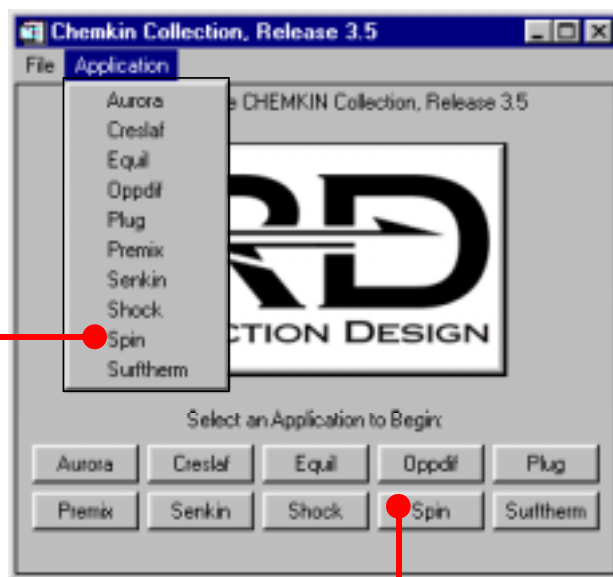 Chemkin Collection, Release 3.5
File Application
Aurora
Creslaf
Equil
Oppdif
Plug
Premix
Senkin
Shock
Spin
Surftherm
e CHEMKIN Collection, Release 3.5
RD
CTION DESIGN
Select an Application to Begin:
Aurora Creslaf Equil Oppdif Plug
Premix Senkin Shock Spin Surftherm